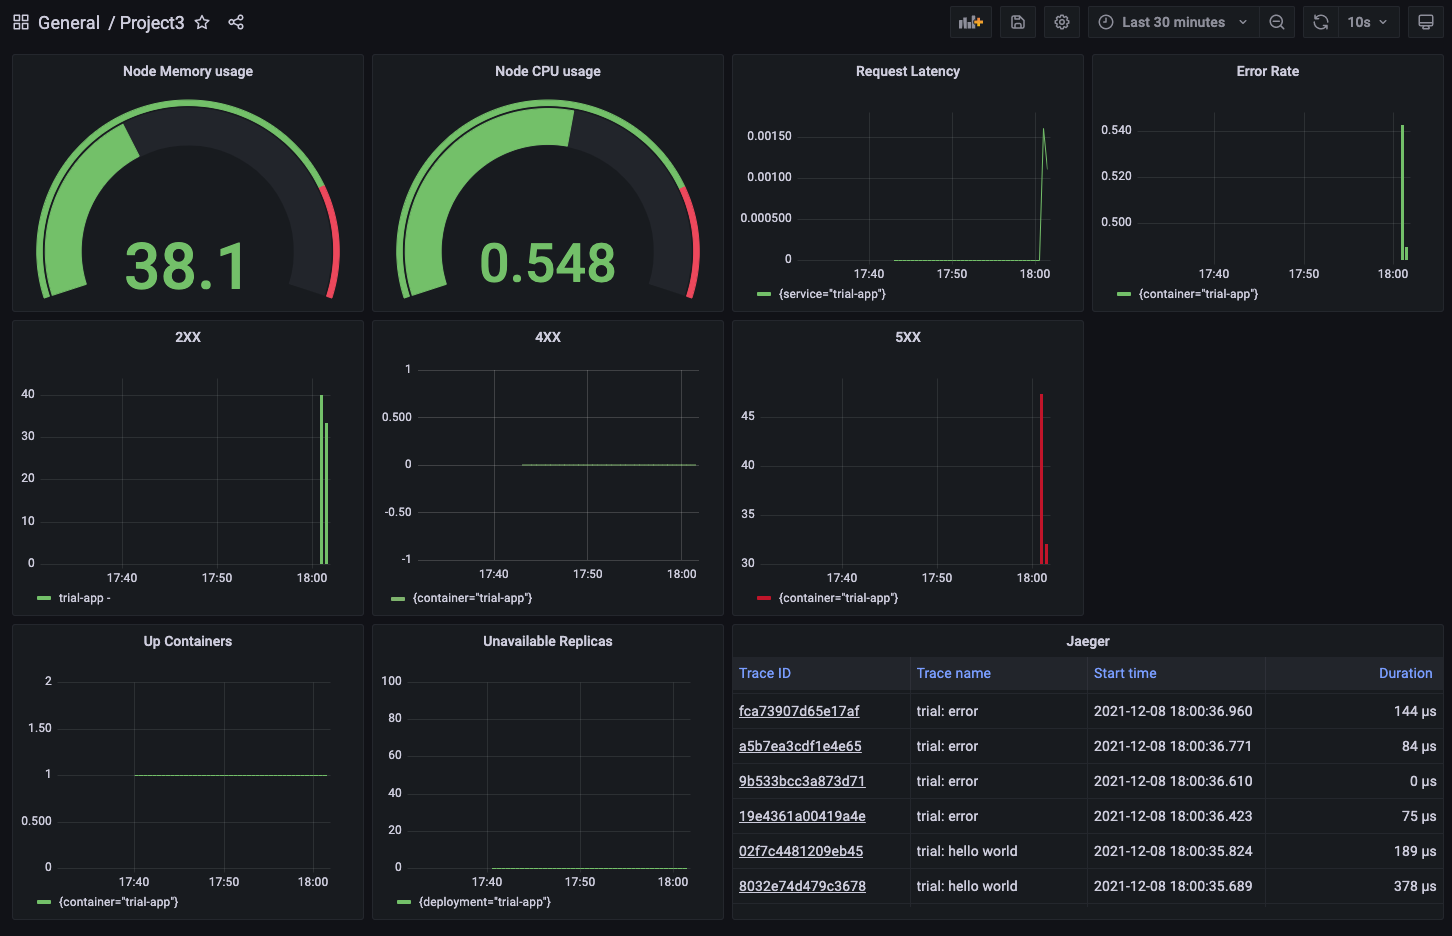 General / Project3
Last 30 minutes
10s
Node Memory usage
38.1
Node CPU usage
0.548
Request Latency
0.00150
0.00100
0.000500
0
17:40 17:50 18:00
{service="trial-app"}
Error Rate
0.540
0.520
0.500
17:40 17:50 18:00
{container="trial-app"}
2XX
40
30
20
10
0
17:40 17:50 18:00
trial-app -
4XX
1
0.500
0
-0.50
-1
17:40 17:50 18:00
{container="trial-app"}
5XX
45
40
35
30
17:40 17:50 18:00
{container="trial-app"}
Up Containers
2
1.50
1
0.500
0
17:40 17:50 18:00
{container="trial-app"}
Unavailable Replicas
100
80
60
40
20
0
17:40 17:50 18:00
{deployment="trial-app"}
Jaeger
Trace ID Trace name Start time Duration
fca73907d65e17af trial: error 2021-12-08 18:00:36.960 144 µs
a5b7ea3cdf1e4e65 trial: error 2021-12-08 18:00:36.771 84 µs
9b533bcc3a873d71 trial: error 2021-12-08 18:00:36.610 0 µs
19e4361a00419a4e trial: error 2021-12-08 18:00:36.423 75 µs
02f7c4481209eb45 trial: hello world 2021-12-08 18:00:35.824 189 µs
8032e74d479c3678 trial: hello world 2021-12-08 18:00:35.689 378 µs